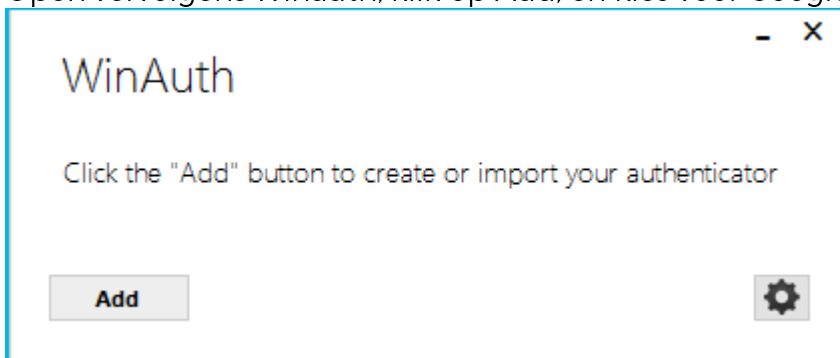 WinAuth
Click the "Add" button to create or import your authenticator
Add